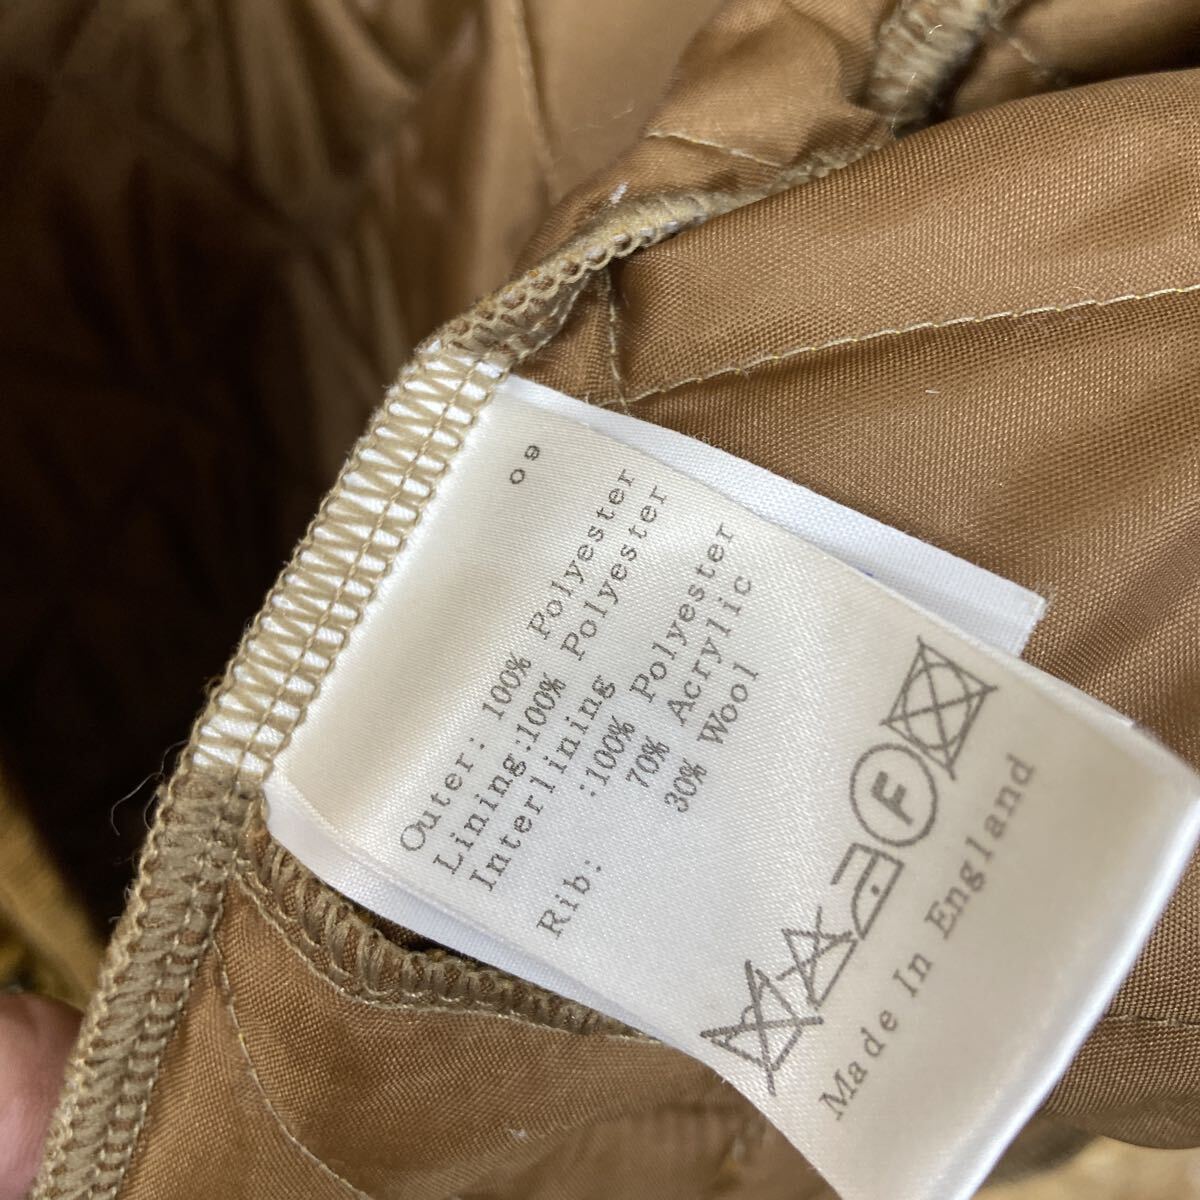 09
Outer: 100% Polyester
Lining:100% Polyester
Interlining
:100% Polyester
Rib: 70% Acrylic
30% Wool
F
Made In England